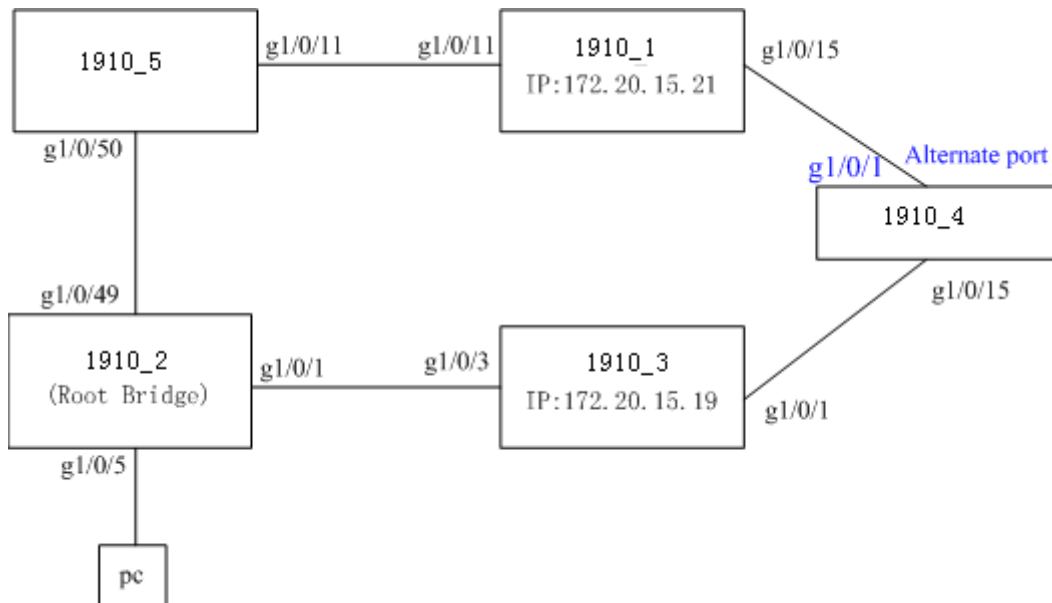 1910_5
g1/0/11
g1/0/11
1910_1
IP:172.20.15.21
g1/0/15
g1/0/50
Alternate port
g1/0/1
1910_4
g1/0/15
g1/0/49
1910_2
(Root Bridge)
g1/0/1
g1/0/3
1910_3
IP:172.20.15.19
g1/0/1
g1/0/5
pc